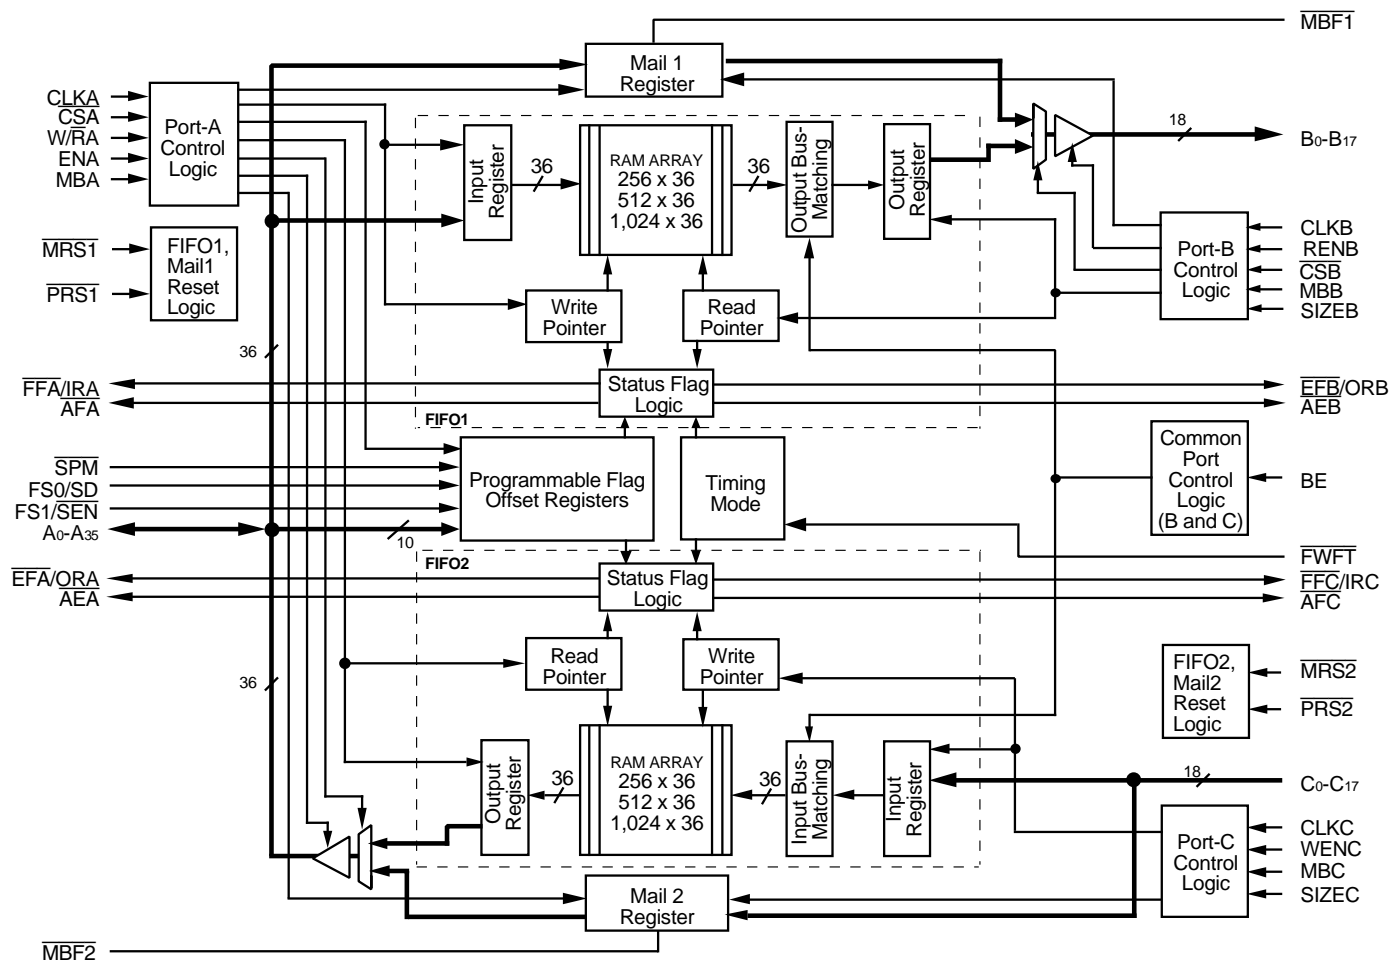 MBF1
Mail 1
Register
CLKA
CSA
W/RA
ENA
MBA
Port-A
Control
Logic
18
B0-B17
36
RAM ARRAY
256 x 36
512 x 36
1,024 x 36
36
Input
Register
Output Bus-
Matching
Output
Register
MRS1
PRS1
FIFO1,
Mail1
Reset
Logic
Port-B
Control
Logic
CLKB
RENB
CSB
MBB
SIZEB
Write
Pointer
Read
Pointer
36
FFA/IRA
AFA
Status Flag
Logic
EFB/ORB
AEB
FIFO1
SPM
FS0/SD
FS1/SEN
A0-A35
Programmable Flag
Offset Registers
10
Timing
Mode
Common
Port
Control
Logic
(B and C)
BE
FWFT
FIFO2
EFA/ORA
AEA
Status Flag
Logic
FFC/IRC
AFC
Read
Pointer
Write
Pointer
36
FIFO2,
Mail2
Reset
Logic
MRS2
PRS2
Output
Register
36
RAM ARRAY
256 x 36
512 x 36
1,024 x 36
36
Input Bus-
Matching
Input
Register
18
C0-C17
Port-C
Control
Logic
CLKC
WENC
MBC
SIZEC
Mail 2
Register
MBF2